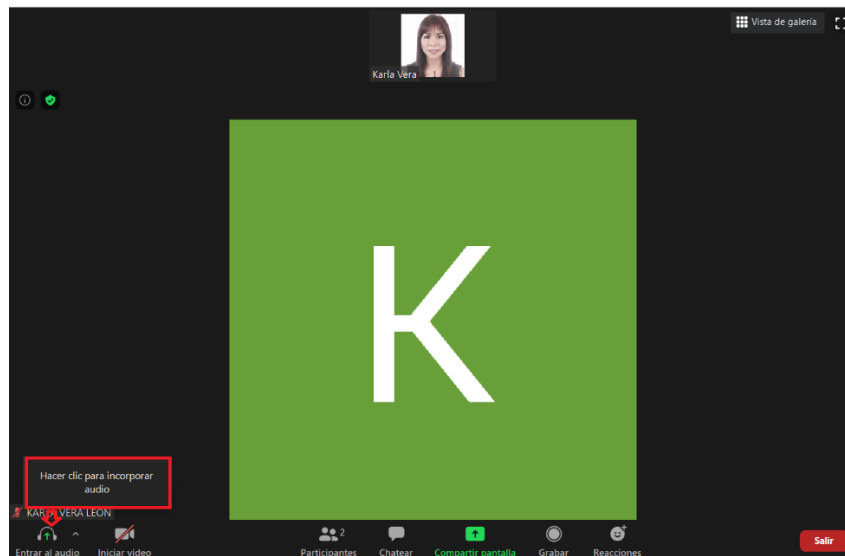 Vista de galería
Karla Vera
K
Hacer clic para incorporar
audio
KARLA VERA LEON
2
Entrar al audio
Iniciar video
Participantes
Chatear
Compartir pantalla
Grabar
Reacciones
Salir